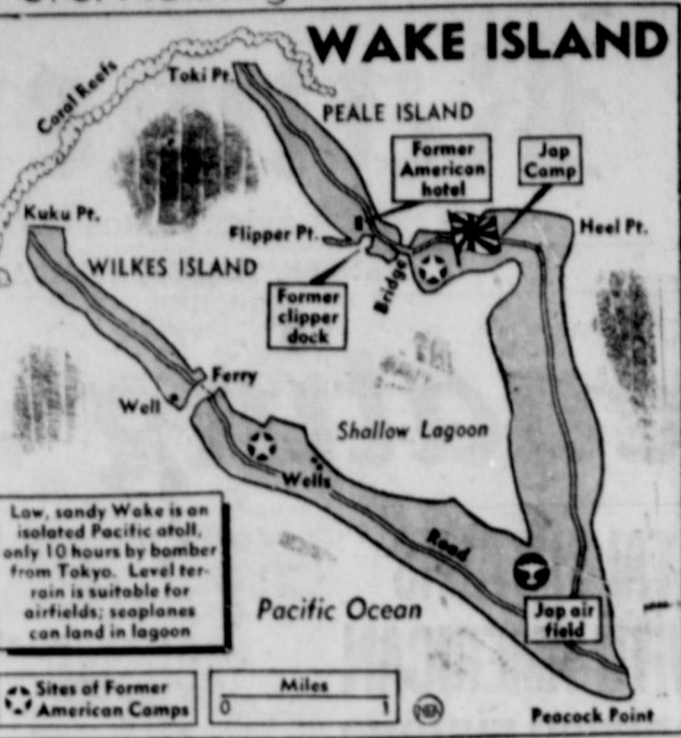 WAKE ISLAND
Coral Reefs
Toki Pt.
PEALE ISLAND
Former
American
hotel
Jap
Camp
Kuku Pt.
Flipper Pt.
Heel Pt.
WILKES ISLAND
Bridge
Former
clipper
dock
Ferry
Well
Shallow Lagoon
Wells
Low, sandy Wake is an
isolated Pacific atoll,
only 10 hours by bomber
from Tokyo. Level ter-
rain is suitable for
airfields; seaplanes
can land in lagoon
Road
Pacific Ocean
Jap air
field
Sites of Former
American Camps
Miles
0 1
NEA
Peacock Point